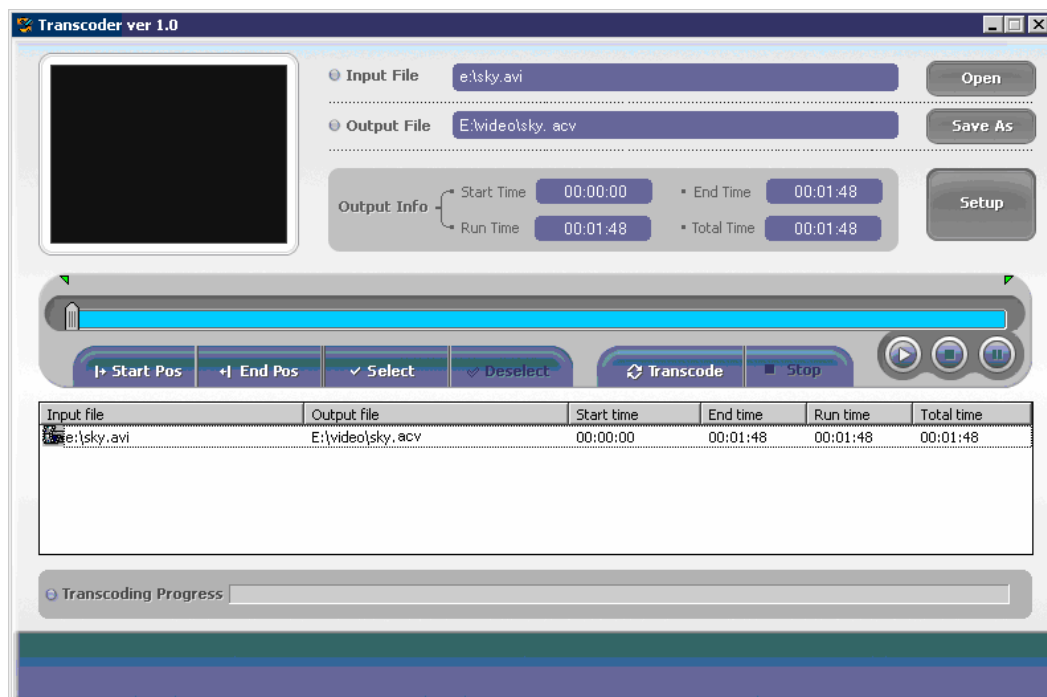 Transcoder ver 1.0
Input File e:\sky.avi Open
Output File E:\video\sky. acv Save As
Output Info
Start Time 00:00:00 End Time 00:01:48
Run Time 00:01:48 Total Time 00:01:48
Setup
Start Pos End Pos Select Deselect Transcode Stop
Input file Output file Start time End time Run time Total time
e:\sky.avi E:\video\sky.acv 00:00:00 00:01:48 00:01:48 00:01:48
Transcoding Progress